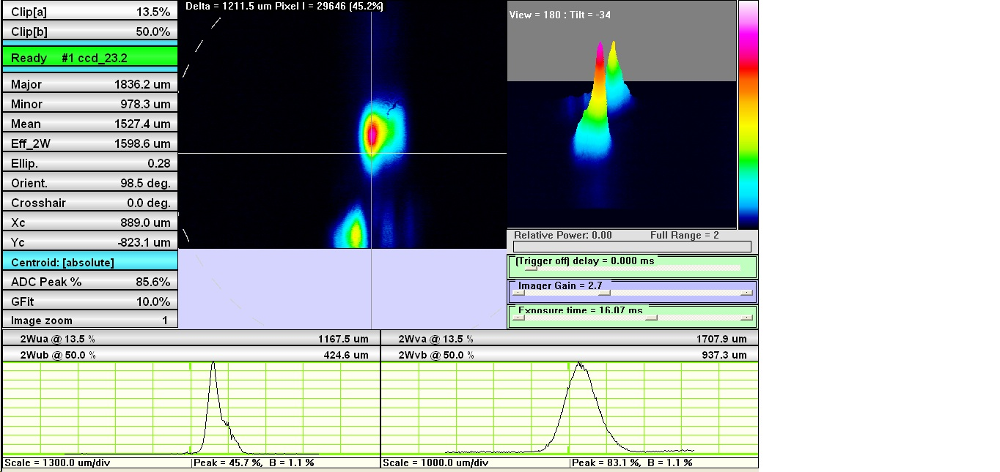 Clip[a] 13.5%
Clip[b] 50.0%
Ready #1 ccd_23.2
Major 1836.2 um
Minor 978.3 um
Mean 1527.4 um
Eff_2W 1598.6 um
Ellip. 0.28
Orient. 98.5 deg.
Crosshair 0.0 deg.
Xc 889.0 um
Yc -823.1 um
Centroid: [absolute]
ADC Peak % 85.6%
GFit 10.0%
Image zoom 1
Delta = 1211.5 um Pixel I = 29646 (45.2%)
View = 180 : Tilt = -34
Relative Power: 0.00 Full Range = 2
(Trigger off) delay = 0.000 ms
Imager Gain = 2.7
Exposure time = 16.07 ms
2Wua @ 13.5 % 1167.5 um
2Wub @ 50.0 % 424.6 um
2Wva @ 13.5 % 1707.9 um
2Wvb @ 50.0 % 937.3 um
Scale = 1300.0 um/div Peak = 45.7 %, B = 1.1 %
Scale = 1000.0 um/div Peak = 83.1 %, B = 1.1 %